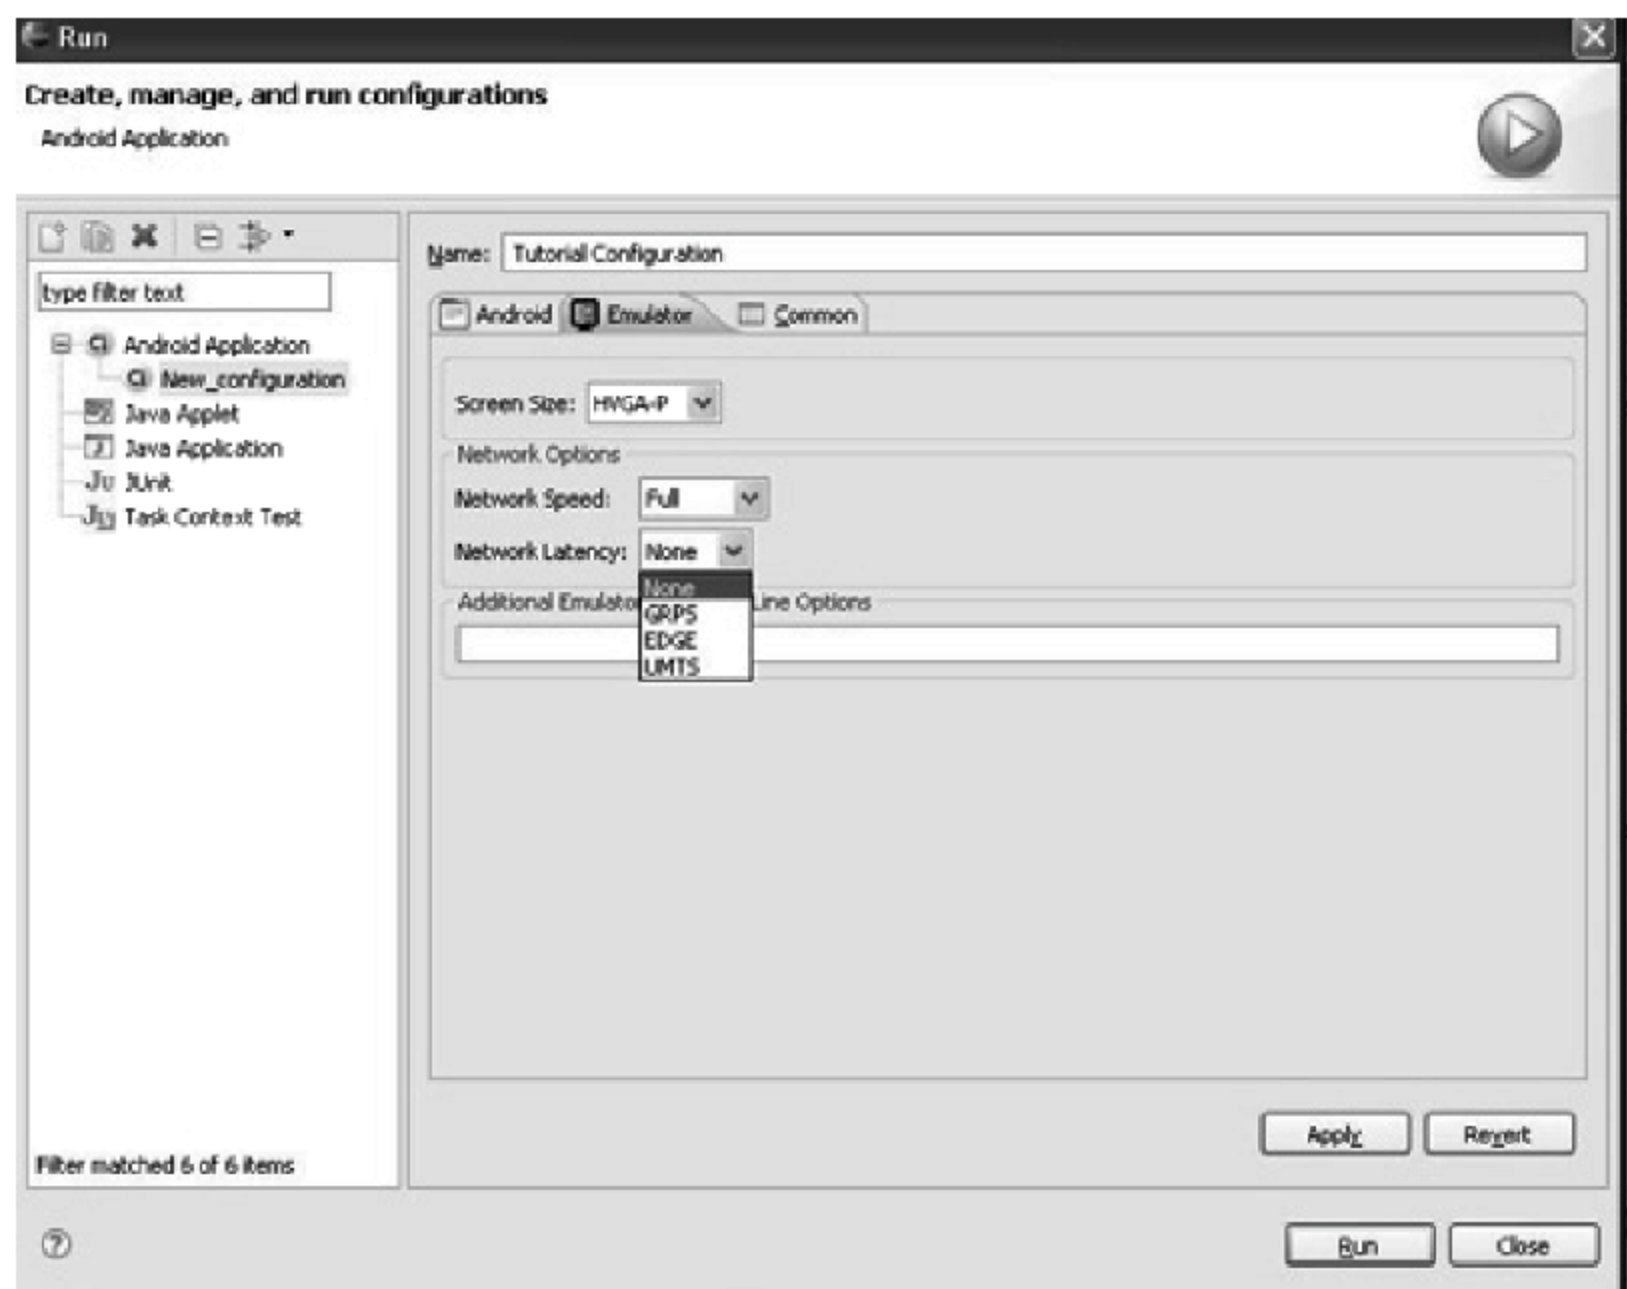 Run
Create, manage, and run configurations
Android Application
type filter text
Android Application
New_configuration
Java Applet
Java Application
JUnit
Task Context Test
Filter matched 6 of 6 items
Name: Tutorial Configuration
Android Emulator Common
Screen Size: HVGA-P
Network Options
Network Speed: Full
Network Latency: None
None
GRPS
EDGE
UMTS
Additional Emulato Line Options
Apply Revert
Run Close